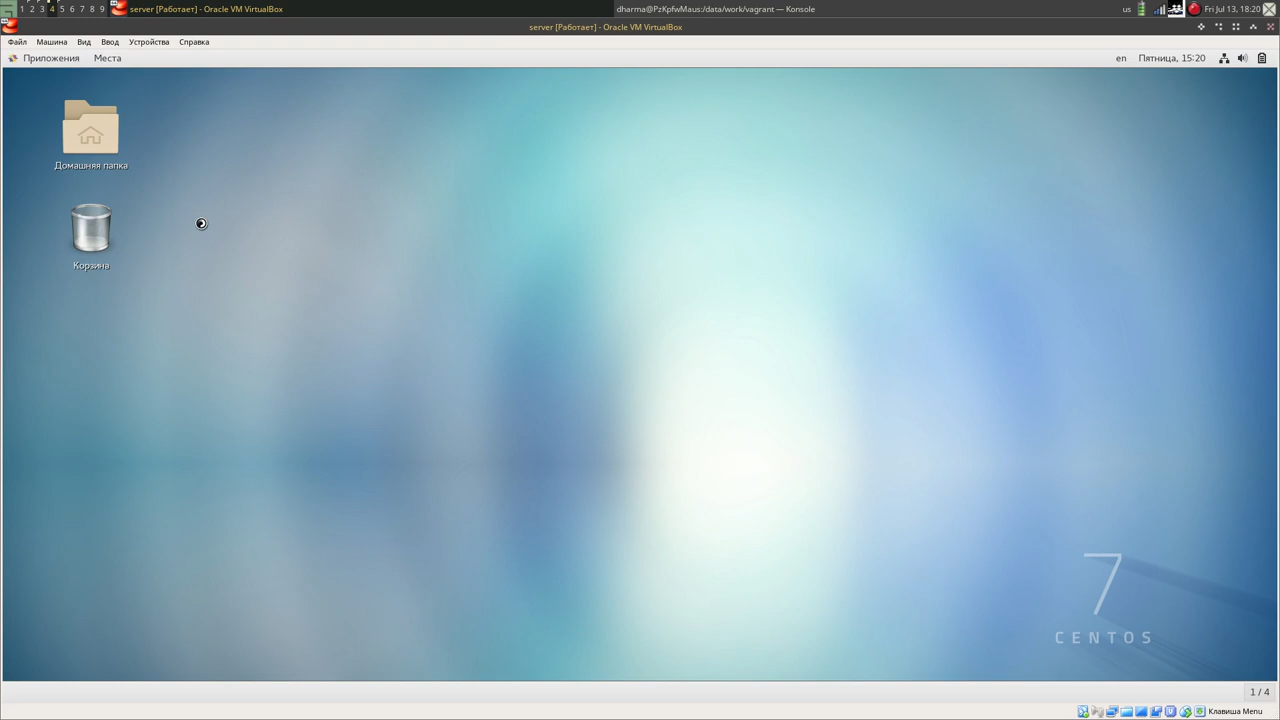 1 2 3 4 5 6 7 8 9 server [Работает] - Oracle VM VirtualBox dharma@PzKpfwMaus:/data/work/vagrant — Konsole us Fri Jul 13, 18:20
server [Работает] - Oracle VM VirtualBox
Файл Машина Вид Ввод Устройства Справка
Приложения Места en Пятница, 15:20
Домашняя папка
Корзина
7
CENTOS
1 / 4
Клавиша Menu